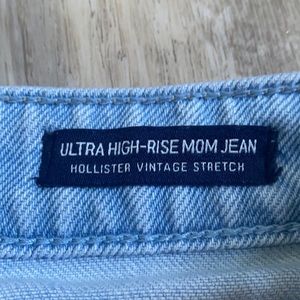 ULTRA HIGH-RISE MOM JEAN
HOLLISTER VINTAGE STRETCH